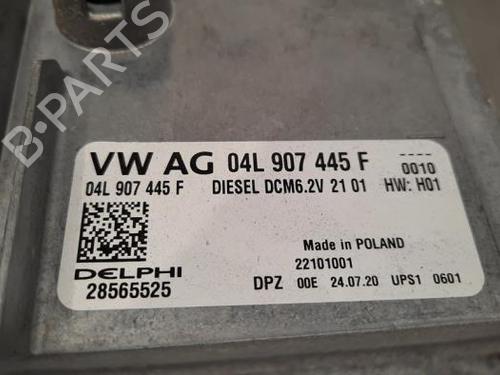 VW AG 04L 907 445 F ----
0010
04L 907 445 F DIESEL DCM6.2V 21 01 HW: H01
Made in POLAND
DELPHI 22101001
28565525 DPZ 00E 24.07.20 UPS1 0601
B-PARTS